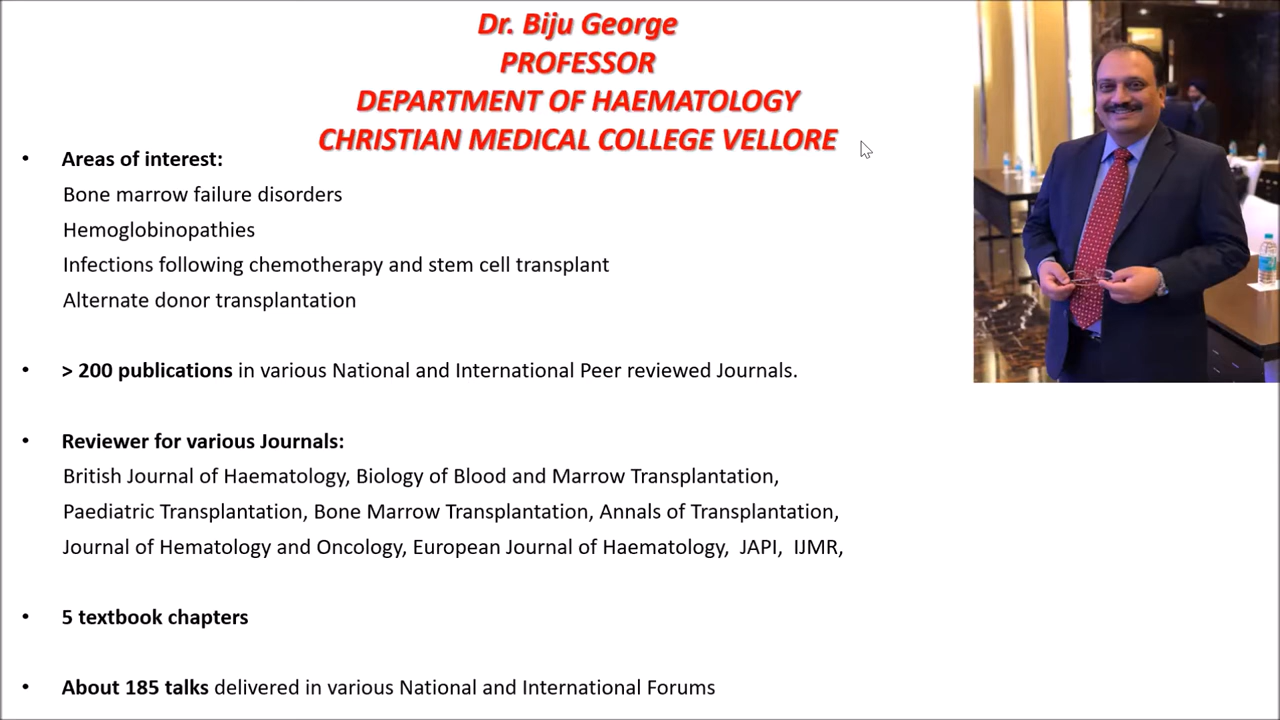 Dr. Biju George
PROFESSOR
DEPARTMENT OF HAEMATOLOGY
CHRISTIAN MEDICAL COLLEGE VELLORE
• Areas of interest:
Bone marrow failure disorders
Hemoglobinopathies
Infections following chemotherapy and stem cell transplant
Alternate donor transplantation
• > 200 publications in various National and International Peer reviewed Journals.
• Reviewer for various Journals:
British Journal of Haematology, Biology of Blood and Marrow Transplantation,
Paediatric Transplantation, Bone Marrow Transplantation, Annals of Transplantation,
Journal of Hematology and Oncology, European Journal of Haematology, JAPI, IJMR,
• 5 textbook chapters
• About 185 talks delivered in various National and International Forums